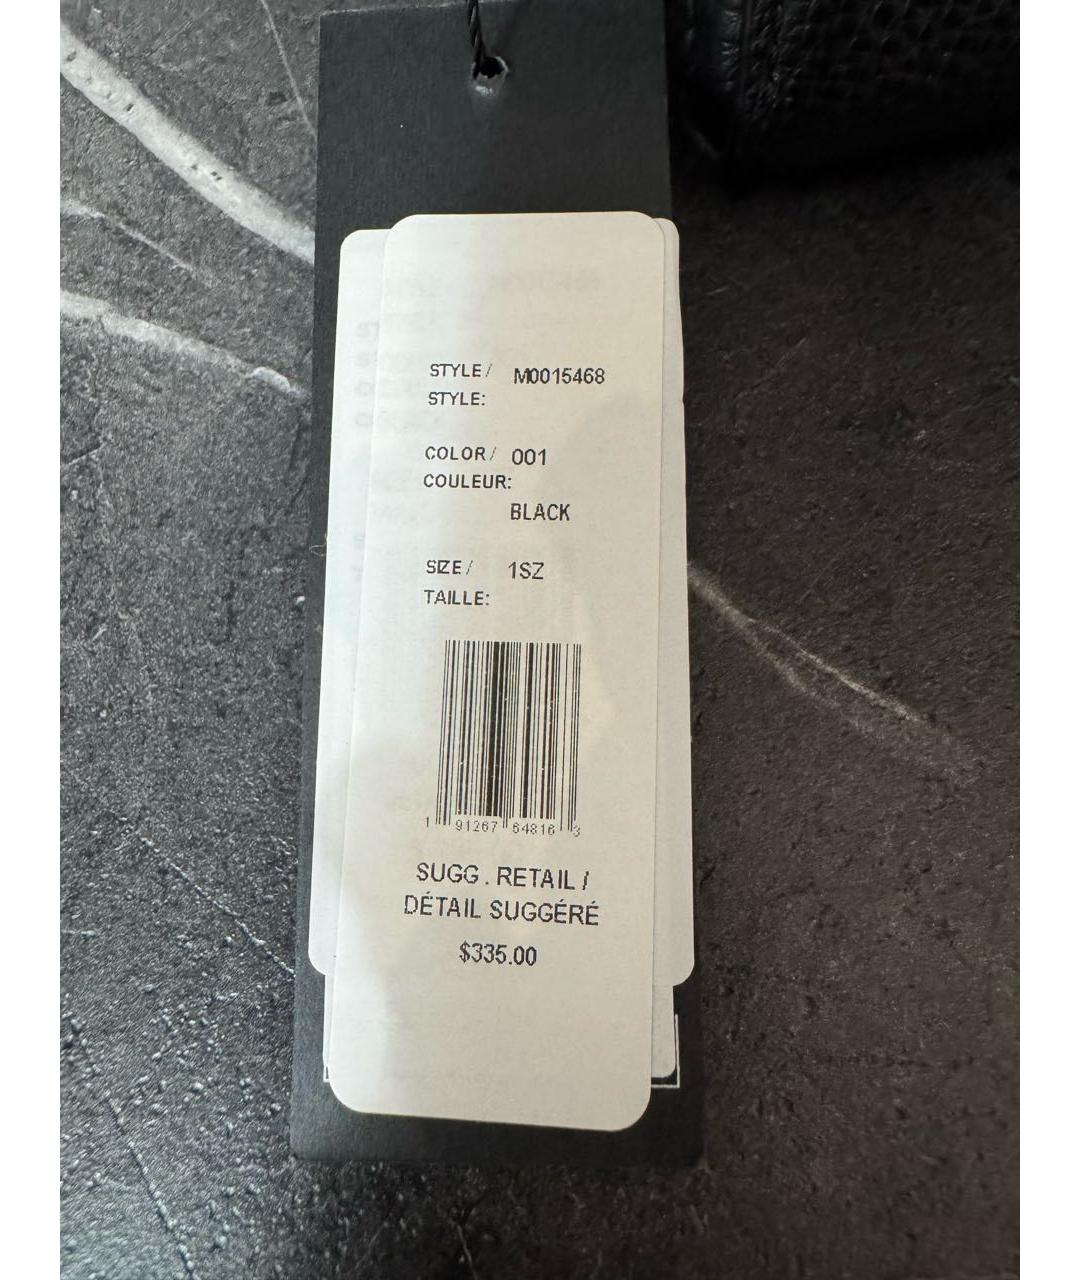 STYLE / M0015468
STYLE:
COLOR / 001
COULEUR:
BLACK
SIZE / 1SZ
TAILLE:
1 91267 64816 3
SUGG. RETAIL /
DÉTAIL SUGGÉRÉ
$335.00